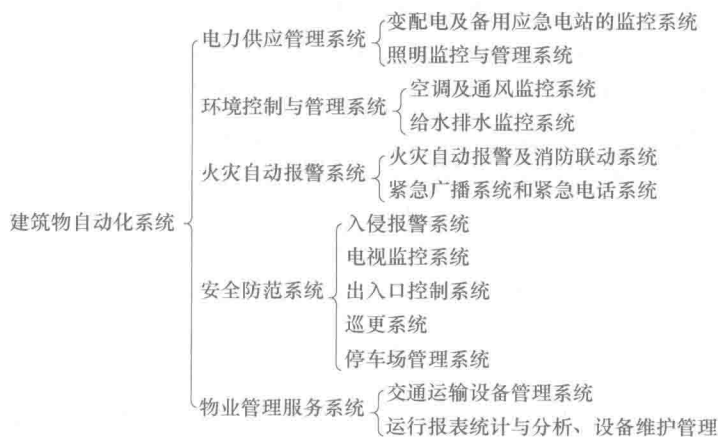 变配电及备用应急电站的监控系统
电力供应管理系统
照明监控与管理系统
空调及通风监控系统
环境控制与管理系统
给水排水监控系统
火灾自动报警及消防联动系统
火灾自动报警系统
紧急广播系统和紧急电话系统
建筑物自动化系统
入侵报警系统
电视监控系统
安全防范系统
出入口控制系统
巡更系统
停车场管理系统
交通运输设备管理系统
物业管理服务系统
运行报表统计与分析、设备维护管理